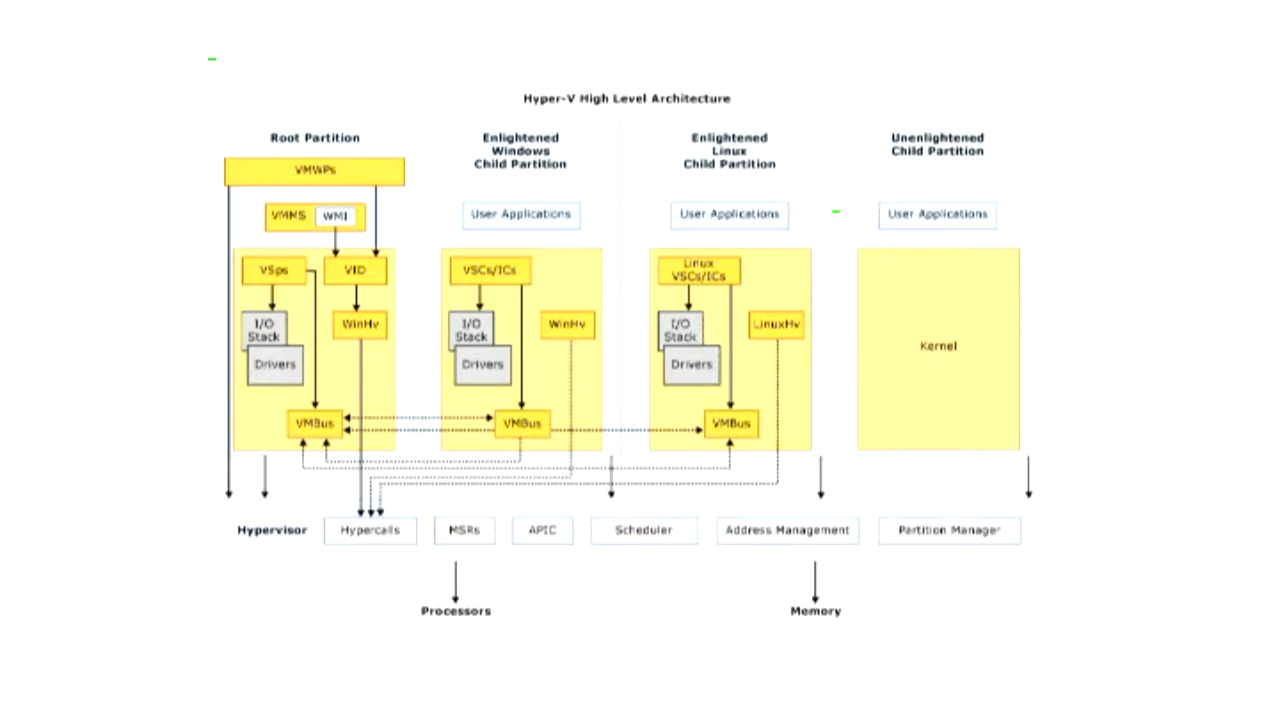 Hyper-V High Level Architecture
Root Partition
Enlightened
Windows
Child Partition
Enlightened
Linux
Child Partition
Unenlightened
Child Partition
VMWPs
VMMS
WMI
User Applications
User Applications
User Applications
VSps
VID
VSCs/ICs
Linux
VSCs/ICs
I/O
Stack
WinHv
I/O
Stack
WinHv
I/O
Stack
LinuxHv
Kernel
Drivers
Drivers
Drivers
VMBus
VMBus
VMBus
Hypervisor
Hypercalls
MSRs
APIC
Scheduler
Address Management
Partition Manager
Processors
Memory